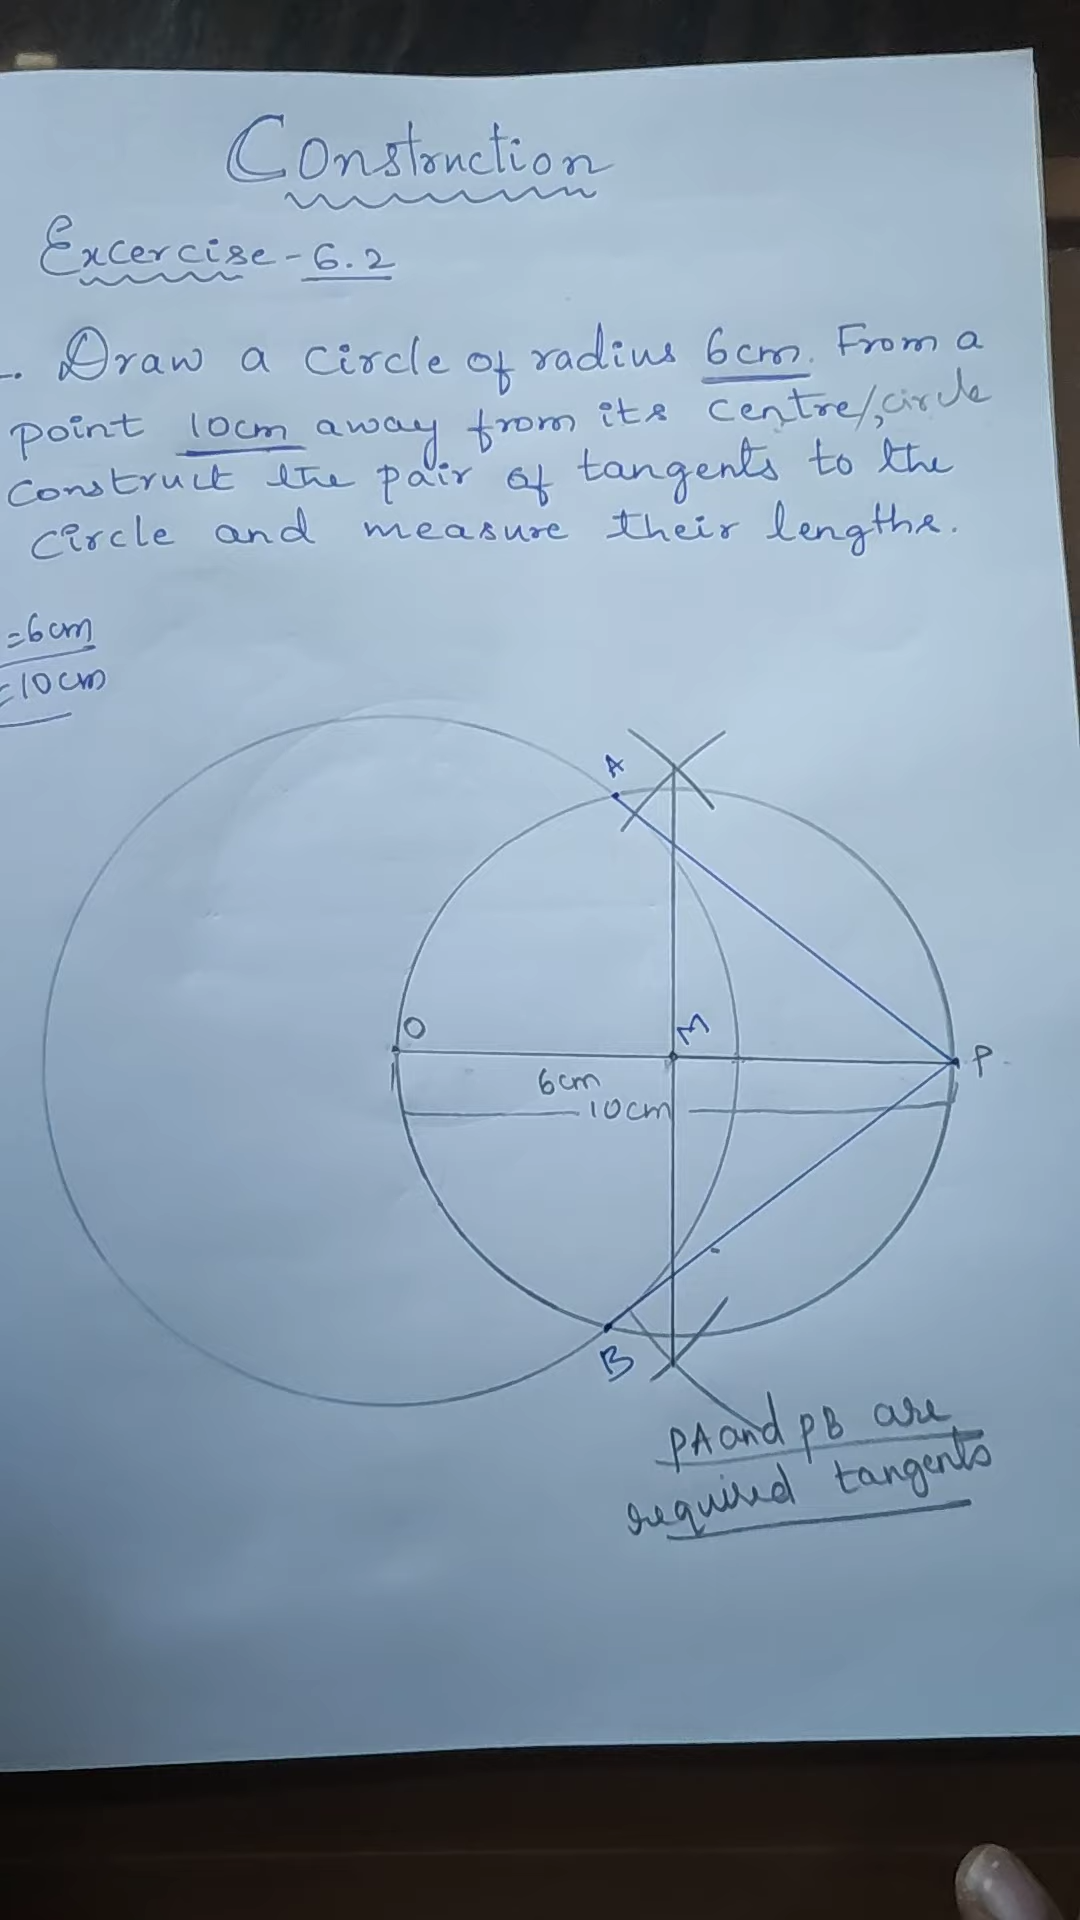 Construction
Excercise-6.2
Draw a circle of radius 6cm. From a
point 10cm away from its centre/circle
construct the pair of tangents to the
circle and measure their lengths.
=6cm
=10cm
A
O
M
P
6cm
10cm
B
PA and PB are
required tangents